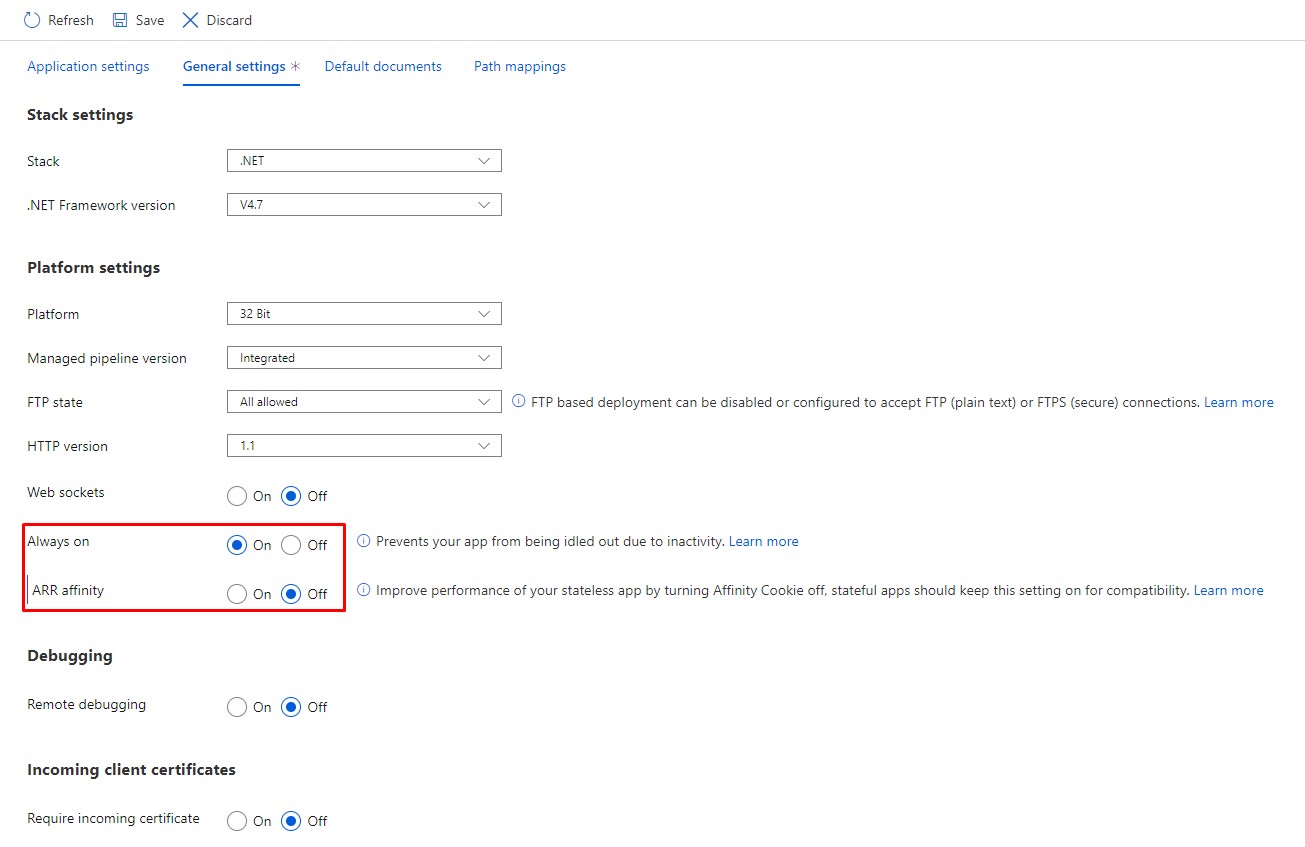 Refresh Save Discard
Application settings General settings * Default documents Path mappings
Stack settings
Stack .NET
.NET Framework version V4.7
Platform settings
Platform 32 Bit
Managed pipeline version Integrated
FTP state All allowed FTP based deployment can be disabled or configured to accept FTP (plain text) or FTPS (secure) connections. Learn more
HTTP version 1.1
Web sockets On Off
Always on On Off Prevents your app from being idled out due to inactivity. Learn more
ARR affinity On Off Improve performance of your stateless app by turning Affinity Cookie off, stateful apps should keep this setting on for compatibility. Learn more
Debugging
Remote debugging On Off
Incoming client certificates
Require incoming certificate On Off